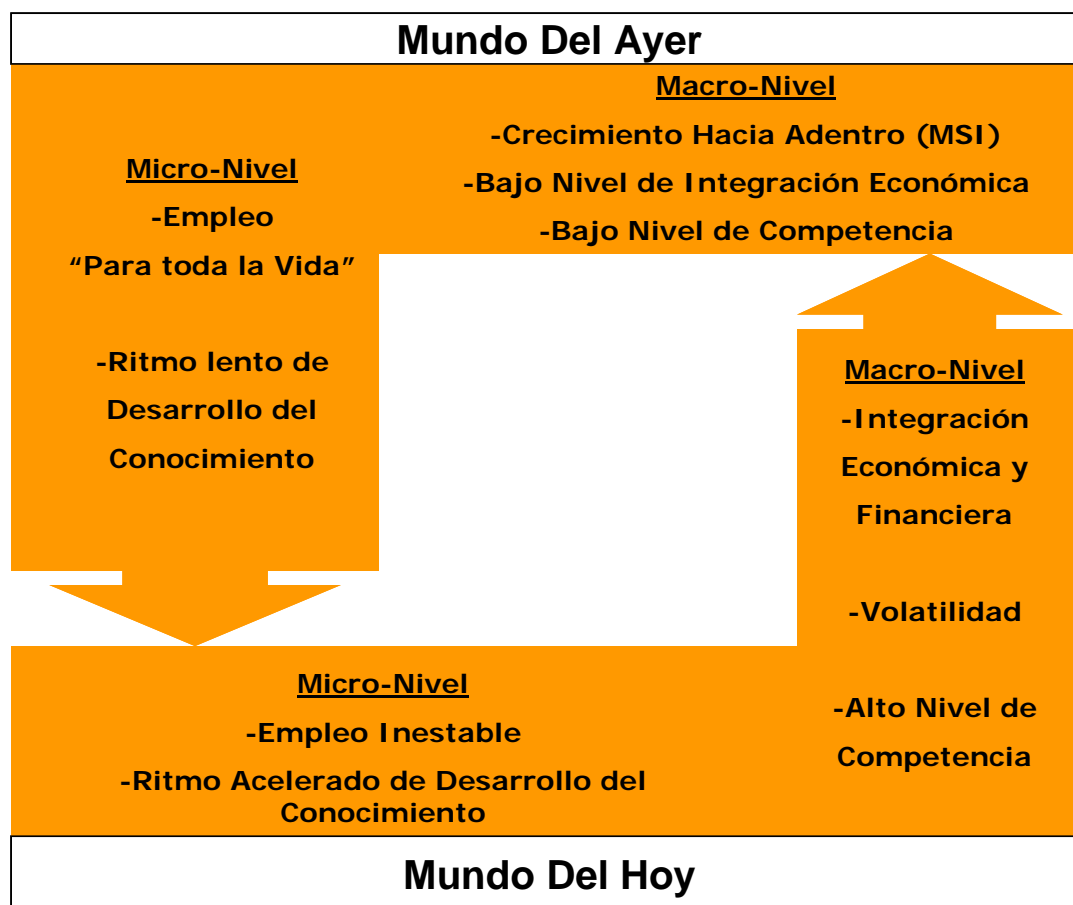 Mundo Del Ayer
Macro-Nivel
-Crecimiento Hacia Adentro (MSI)
-Bajo Nivel de Integración Económica
-Bajo Nivel de Competencia
Micro-Nivel
-Empleo
“Para toda la Vida”
-Ritmo lento de
Desarrollo del
Conocimiento
Macro-Nivel
-Integración
Económica y
Financiera
-Volatilidad
-Alto Nivel de
Competencia
Micro-Nivel
-Empleo Inestable
-Ritmo Acelerado de Desarrollo del
Conocimiento
Mundo Del Hoy